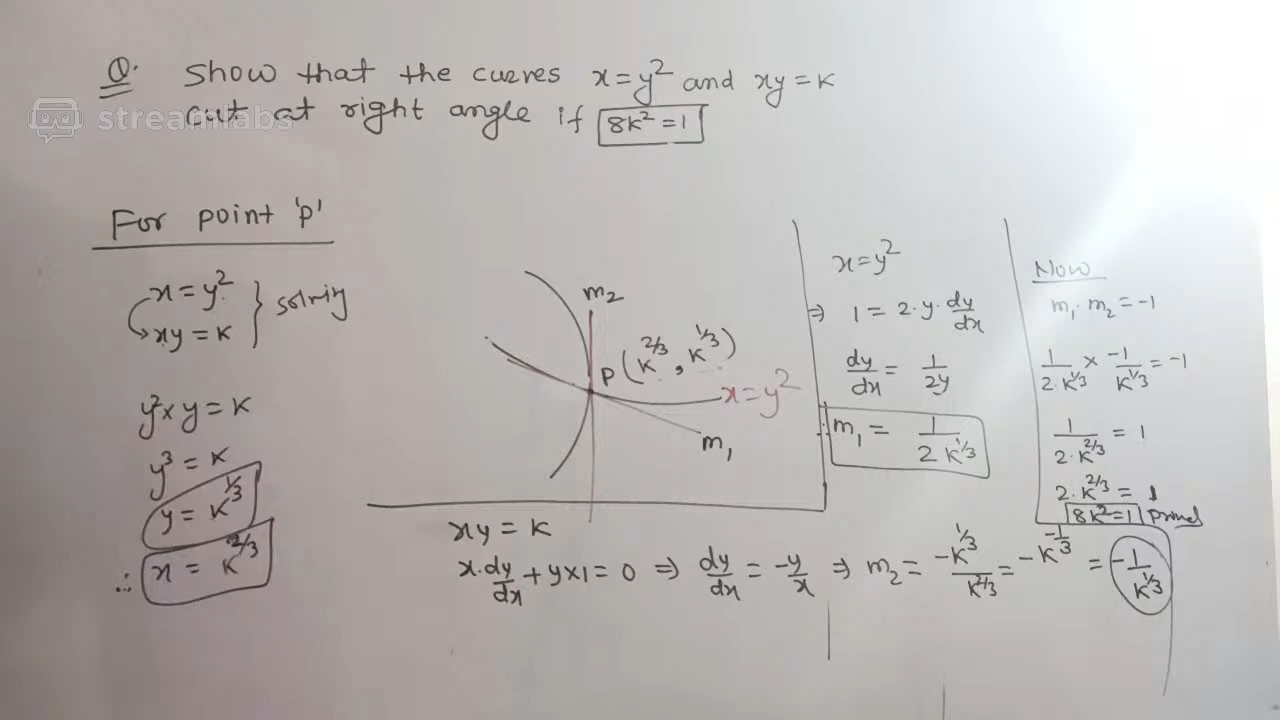 Q. Show that the curves x=y² and xy=k
cut at right angle if 8k²=1
streamlabs
For point 'p'
x=y²
xy=k } solving
y²×y=k
y³=k
y=k^1/3
∴ x=k^2/3
m₂
P(k^2/3, k^1/3)
x=y²
m₁
x=y²
⇒ 1=2·y·dy/dx
dy/dx=1/2y
m₁=1/2k^1/3
Now
m₁·m₂=-1
1/2·k^1/3 × -1/k^1/3=-1
1/2·k^2/3=1
2·k^2/3=1
8k²=1 proved
xy=k
x·dy/dx+y×1=0 ⇒ dy/dx=-y/x ⇒ m₂=-k^1/3/k^2/3=-k^-1/3=-1/k^1/3